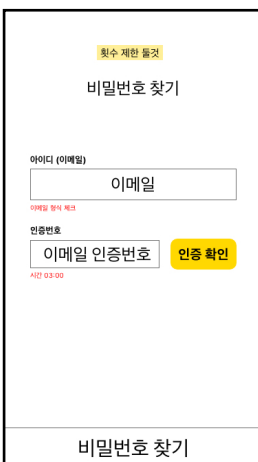 횟수 제한 둘것
비밀번호 찾기
아이디 (이메일)
이메일
이메일 형식 체크
인증번호
이메일 인증번호
인증 확인
시간 03:00
비밀번호 찾기